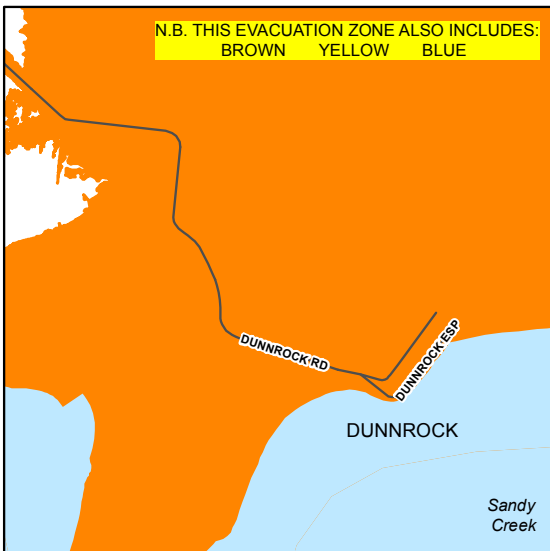 N.B. THIS EVACUATION ZONE ALSO INCLUDES:
BROWN YELLOW BLUE
DUNNROCK RD
DUNNROCK ESP
DUNNROCK
Sandy
Creek